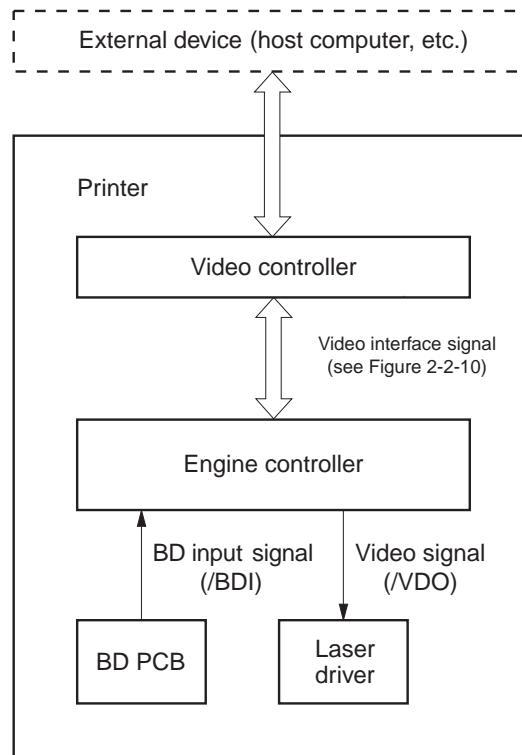 External device (host computer, etc.)
Printer
Video controller
Video interface signal
(see Figure 2-2-10)
Engine controller
BD input signal
(/BDI)
Video signal
(/VDO)
BD PCB
Laser
driver